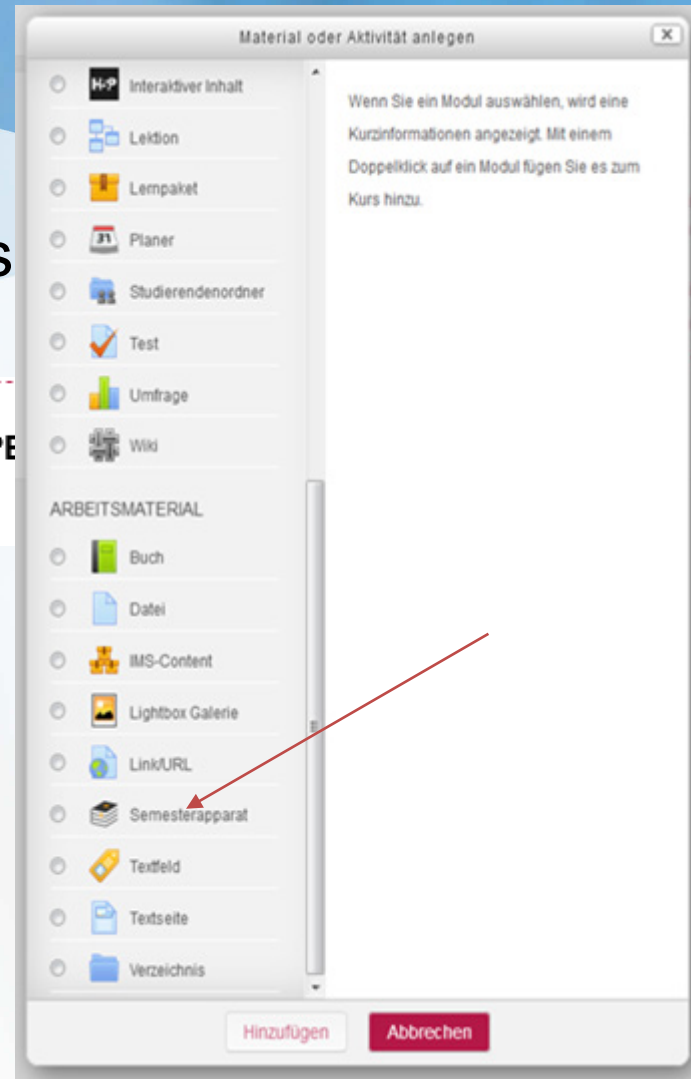 Material oder Aktivität anlegen
H-P Interaktiver Inhalt
Lektion
Lernpaket
31 Planer
Studierendenordner
Test
Umfrage
Wiki
ARBEITSMATERIAL
Buch
Datei
IMS-Content
Lightbox Galerie
Link/URL
Semesterapparat
Textfeld
Textseite
Verzeichnis
Wenn Sie ein Modul auswählen, wird eine
Kurzinformationen angezeigt. Mit einem
Doppelklick auf ein Modul fügen Sie es zum
Kurs hinzu.
Hinzufügen Abbrechen